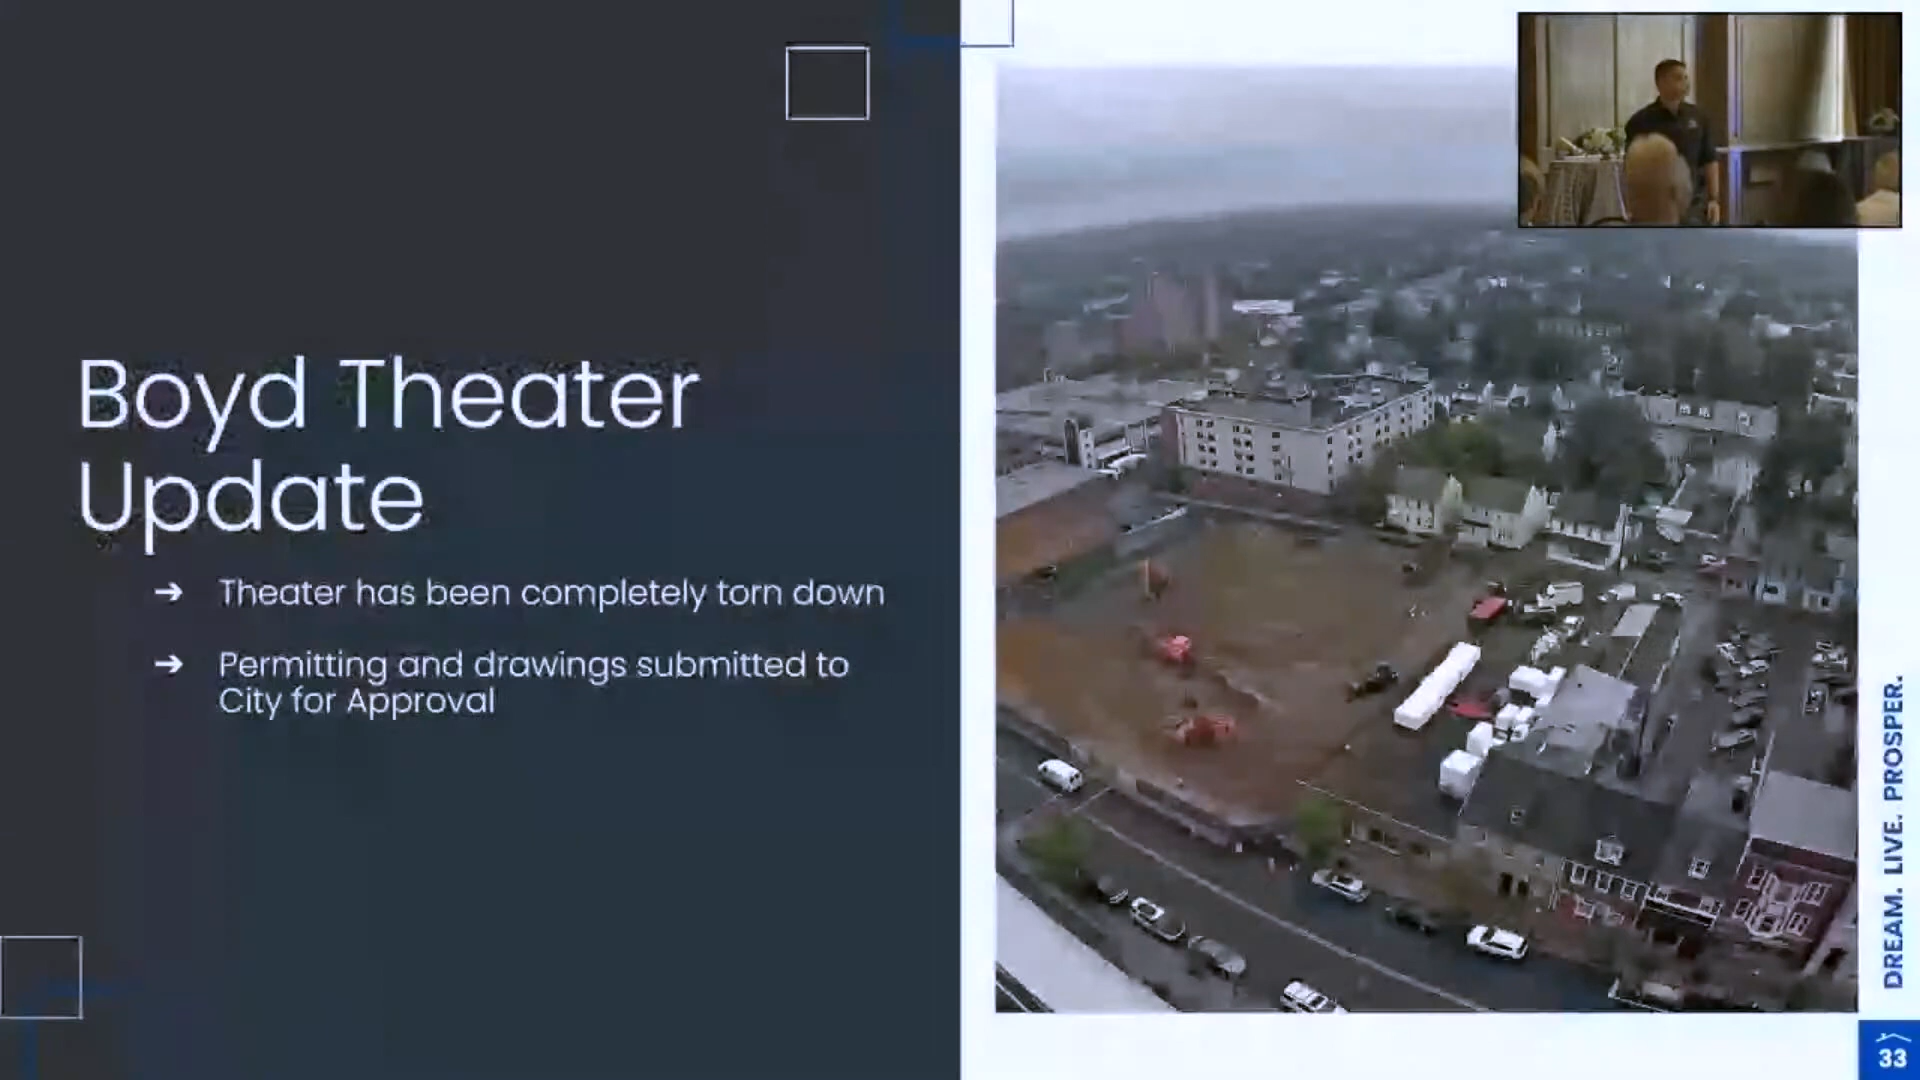 Boyd Theater
Update
➔ Theater has been completely torn down
➔ Permitting and drawings submitted to
City for Approval
DREAM. LIVE. PROSPER.
33